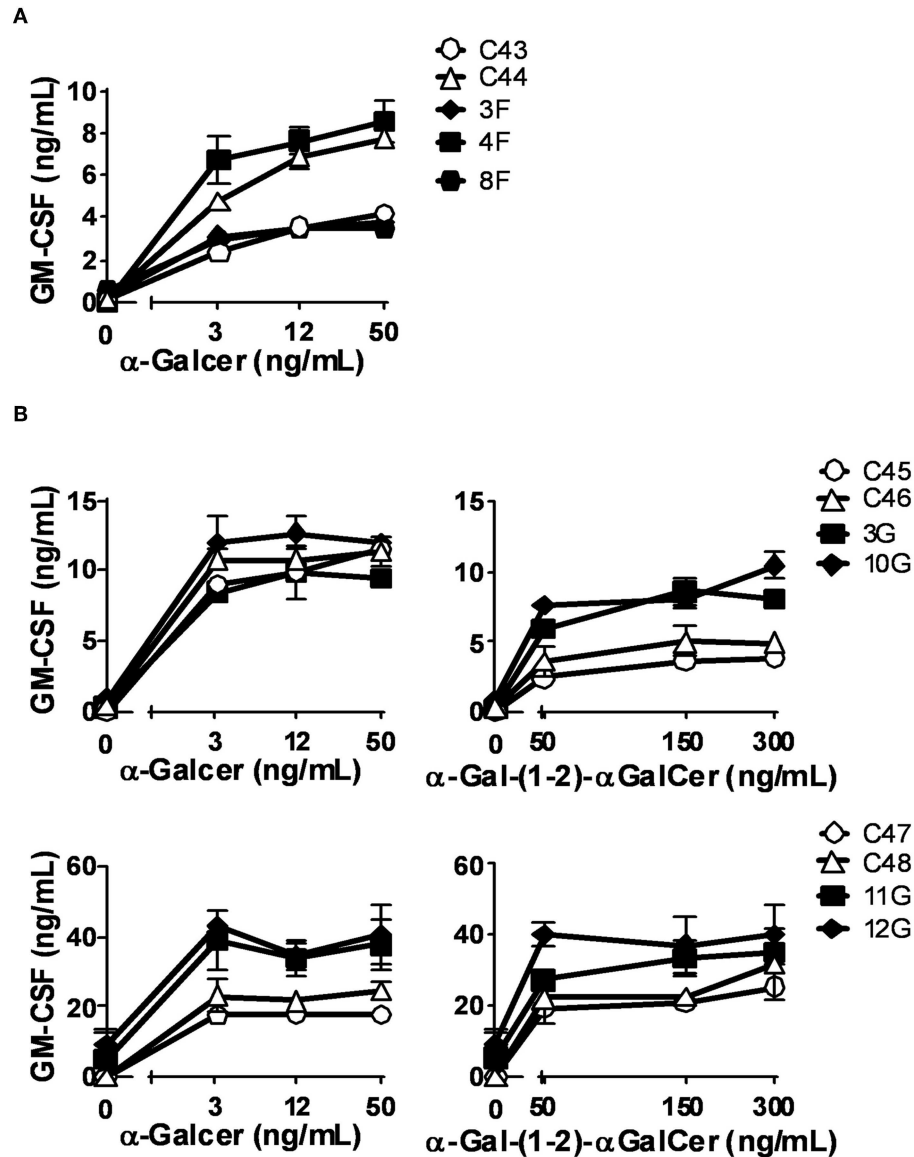 A
C43
C44
3F
4F
8F
GM-CSF (ng/mL)
10
8
6
4
2
0
0 3 12 50
α-Galcer (ng/mL)
B
C45
C46
3G
10G
GM-CSF (ng/mL)
15
10
5
0
0 3 12 50
α-Galcer (ng/mL)
15
10
5
0
0 50 150 300
α-Gal-(1-2)-αGalCer (ng/mL)
C47
C48
11G
12G
GM-CSF (ng/mL)
60
40
20
0
0 3 12 50
α-Galcer (ng/mL)
60
40
20
0
0 50 150 300
α-Gal-(1-2)-αGalCer (ng/mL)